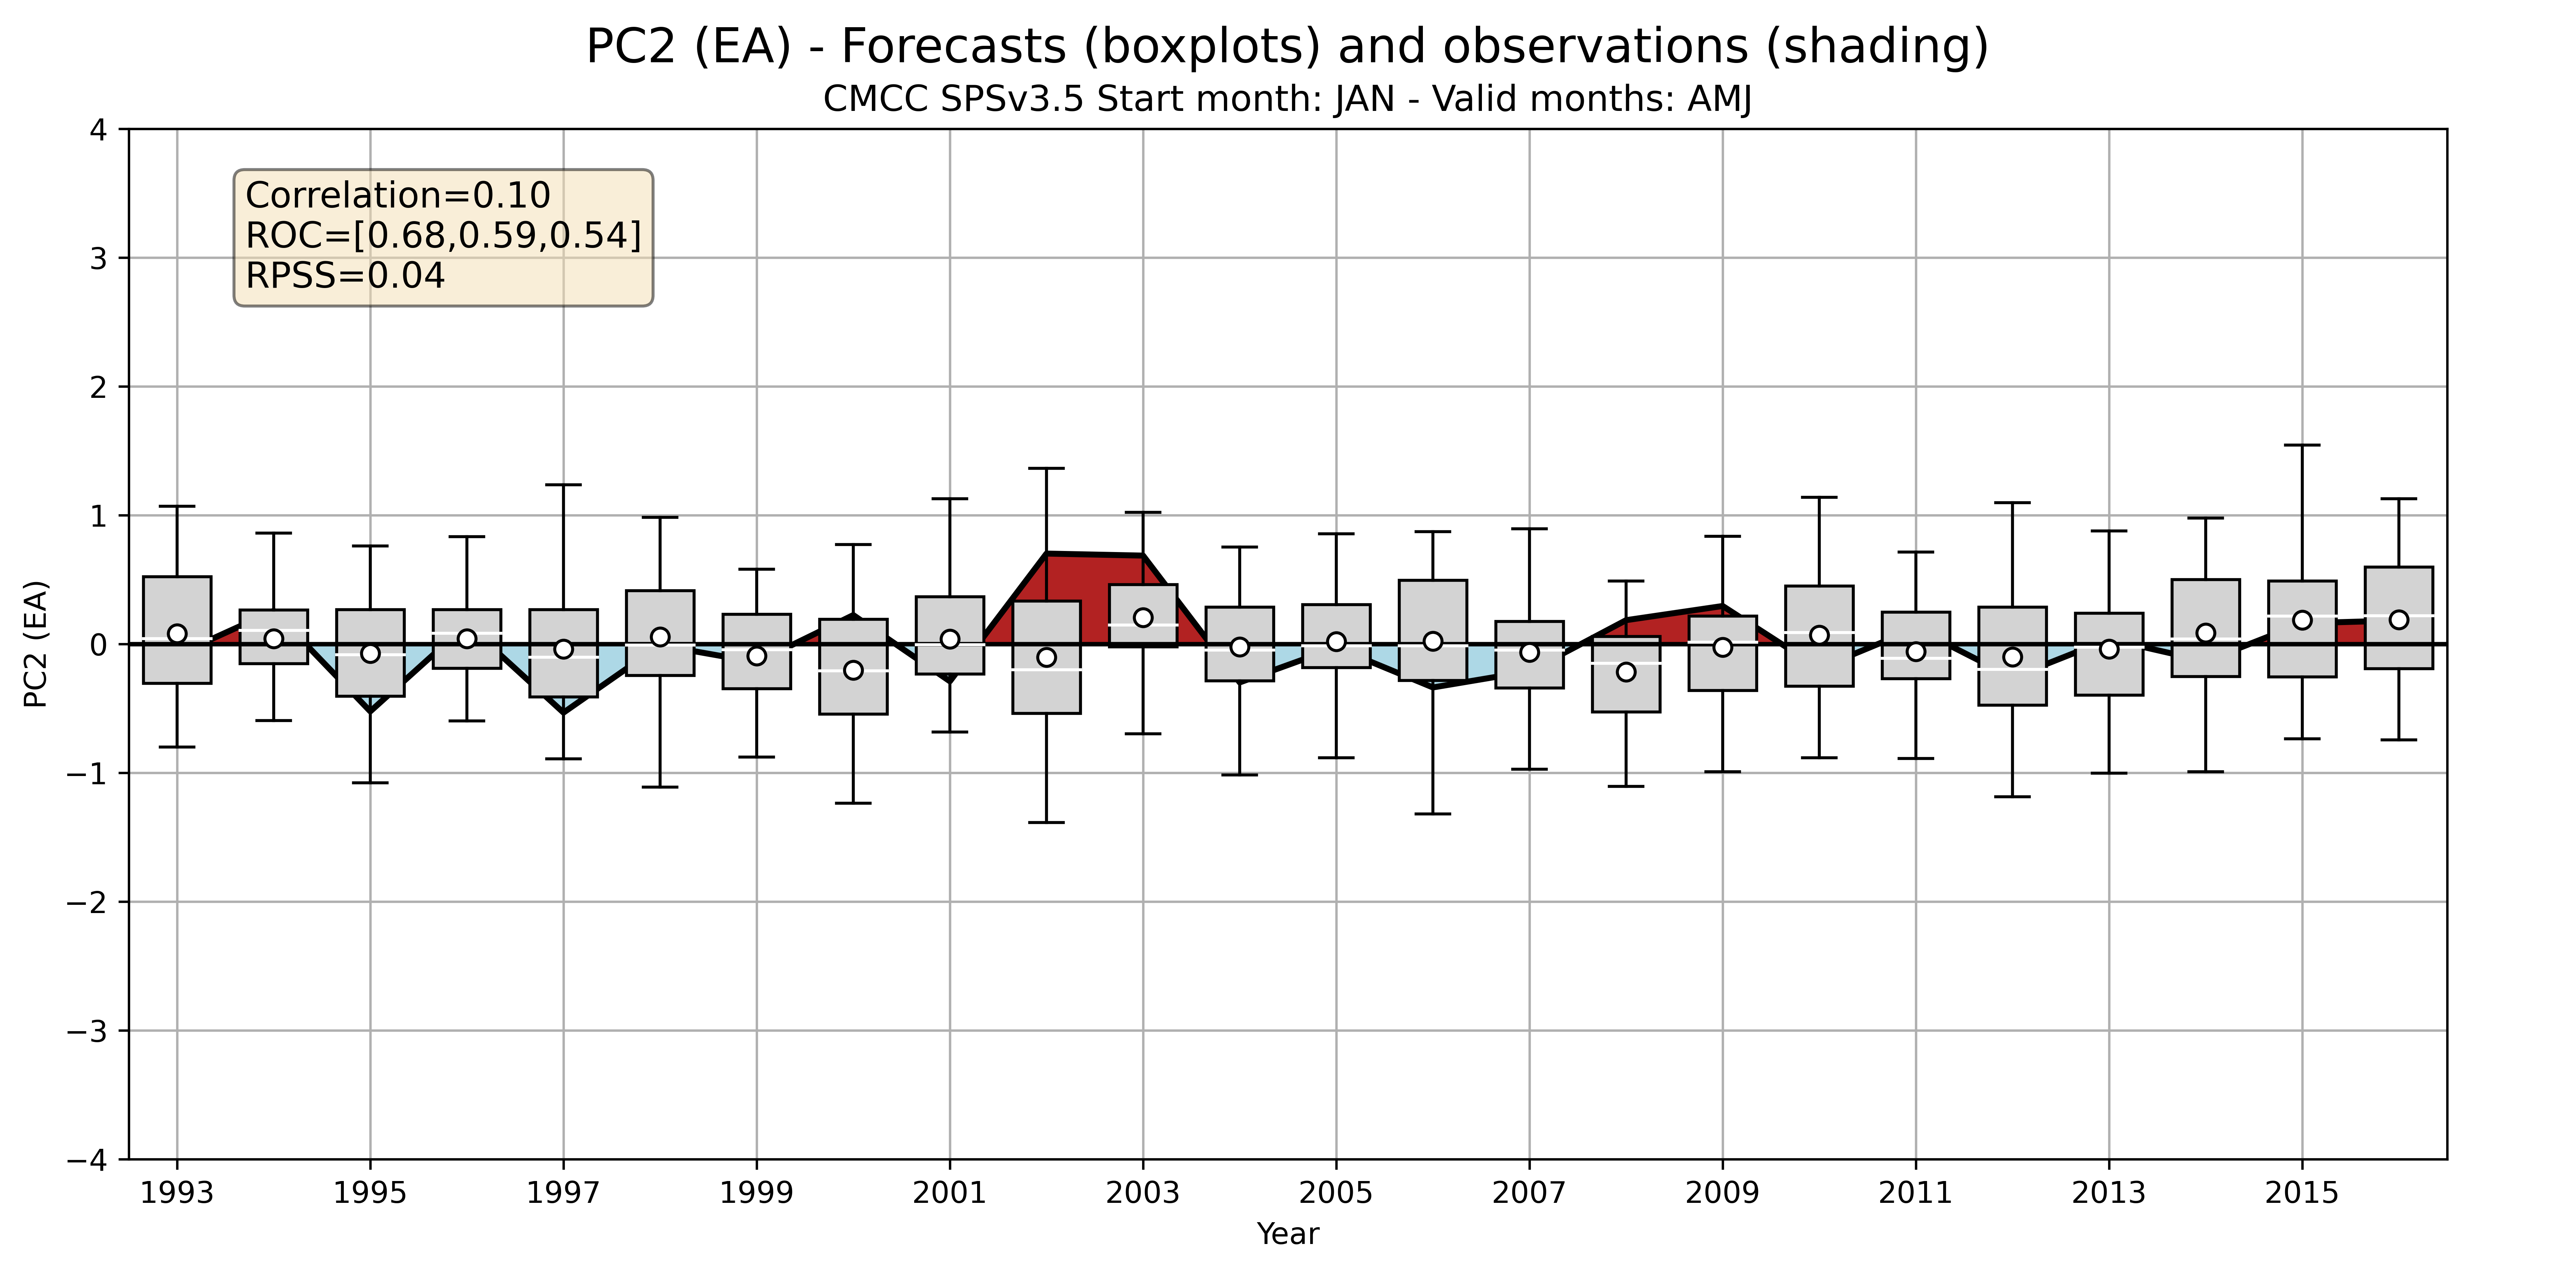 PC2 (EA) - Forecasts (boxplots) and observations (shading)
CMCC SPSv3.5 Start month: JAN - Valid months: AMJ
Correlation=0.10
ROC=[0.68,0.59,0.54]
RPSS=0.04
PC2 (EA)
4
3
2
1
0
−1
−2
−3
−4
1993 1995 1997 1999 2001 2003 2005 2007 2009 2011 2013 2015
Year